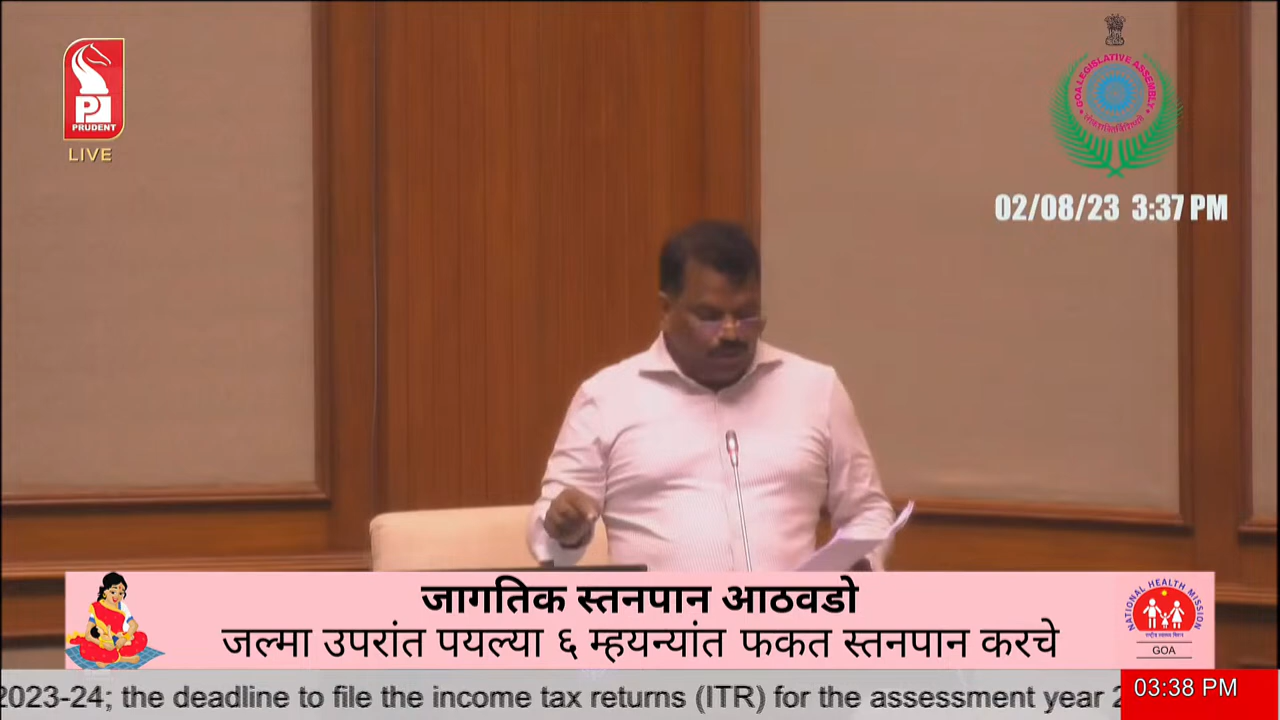 PRUDENT
LIVE
GOA LEGISLATIVE ASSEMBLY
02/08/23 3:37 PM
जागतिक स्तनपान आठवडो
जल्मा उपरांत पयल्या ६ म्हयन्यांत फकत स्तनपान करचे
NATIONAL HEALTH MISSION
GOA
2023-24; the deadline to file the income tax returns (ITR) for the assessment year 2
03:38 PM